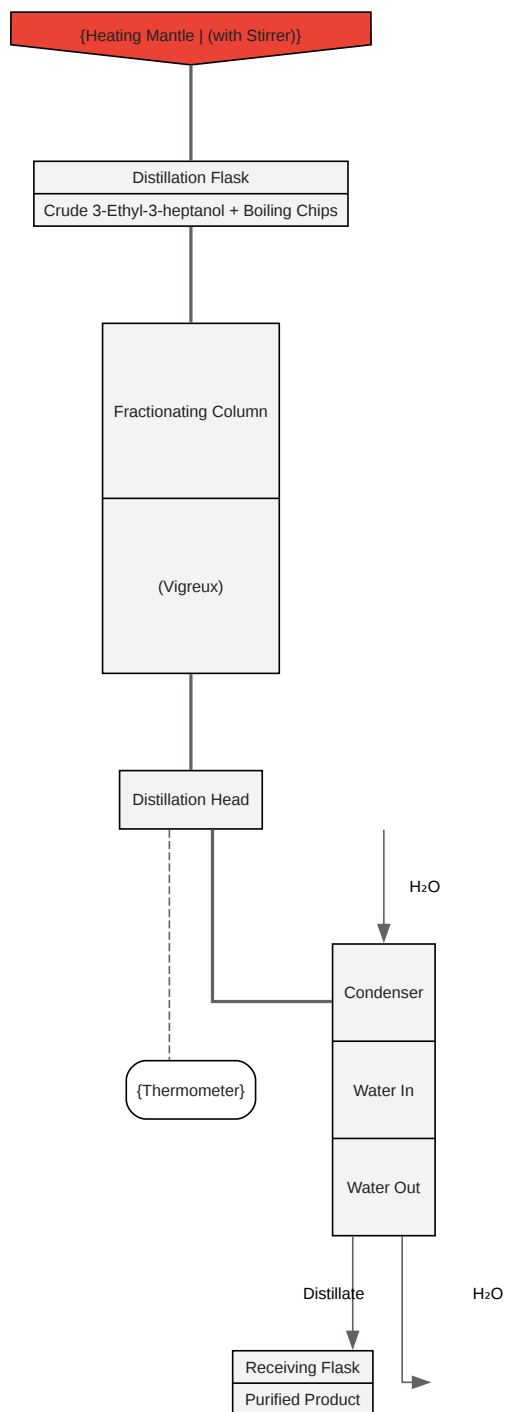 {Heating Mantle | (with Stirrer)}
Distillation Flask
Crude 3-Ethyl-3-heptanol + Boiling Chips
Fractionating Column
(Vigreux)
Distillation Head
H₂O
Condenser
{Thermometer}
Water In
Water Out
Distillate
H₂O
Receiving Flask
Purified Product